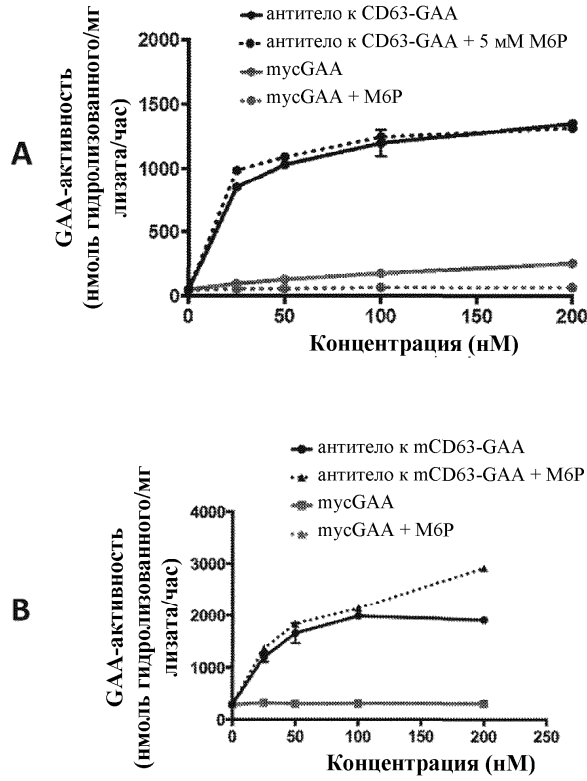 A
антитело к CD63-GAA
антитело к CD63-GAA + 5 мМ M6P
mycGAA
mycGAA + M6P
GAA-активность
(нмоль гидролизованного/мг
лизата/час)
2000
1500
1000
500
0
0
50
100
150
200
Концентрация (нМ)
B
антитело к mCD63-GAA
антитело к mCD63-GAA + M6P
mycGAA
mycGAA + M6P
GAA-активность
(нмоль гидролизованного/мг
лизата/час)
4000
3000
2000
1000
0
0
50
100
150
200
250
Концентрация (нМ)